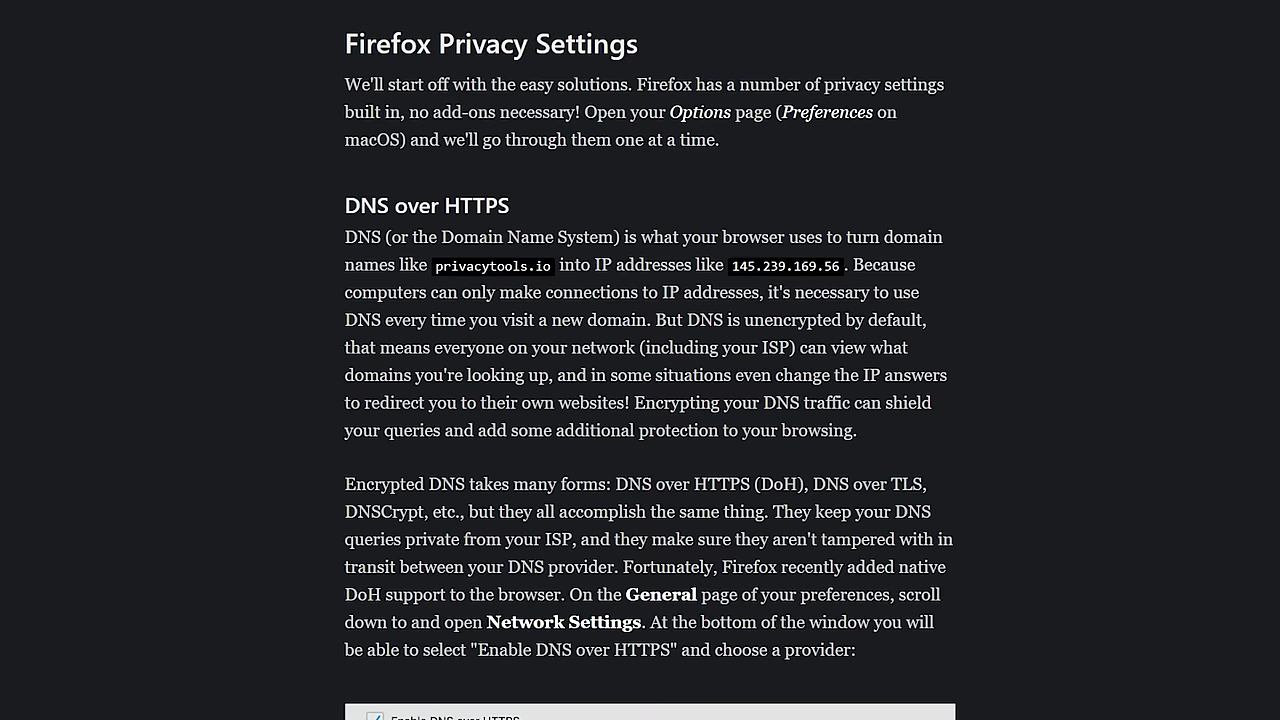 Firefox Privacy Settings
We'll start off with the easy solutions. Firefox has a number of privacy settings
built in, no add-ons necessary! Open your Options page (Preferences on
macOS) and we'll go through them one at a time.
DNS over HTTPS
DNS (or the Domain Name System) is what your browser uses to turn domain
names like privacytools.io into IP addresses like 145.239.169.56. Because
computers can only make connections to IP addresses, it's necessary to use
DNS every time you visit a new domain. But DNS is unencrypted by default,
that means everyone on your network (including your ISP) can view what
domains you're looking up, and in some situations even change the IP answers
to redirect you to their own websites! Encrypting your DNS traffic can shield
your queries and add some additional protection to your browsing.
Encrypted DNS takes many forms: DNS over HTTPS (DoH), DNS over TLS,
DNSCrypt, etc., but they all accomplish the same thing. They keep your DNS
queries private from your ISP, and they make sure they aren't tampered with in
transit between your DNS provider. Fortunately, Firefox recently added native
DoH support to the browser. On the General page of your preferences, scroll
down to and open Network Settings. At the bottom of the window you will
be able to select "Enable DNS over HTTPS" and choose a provider:
Enable DNS over HTTPS